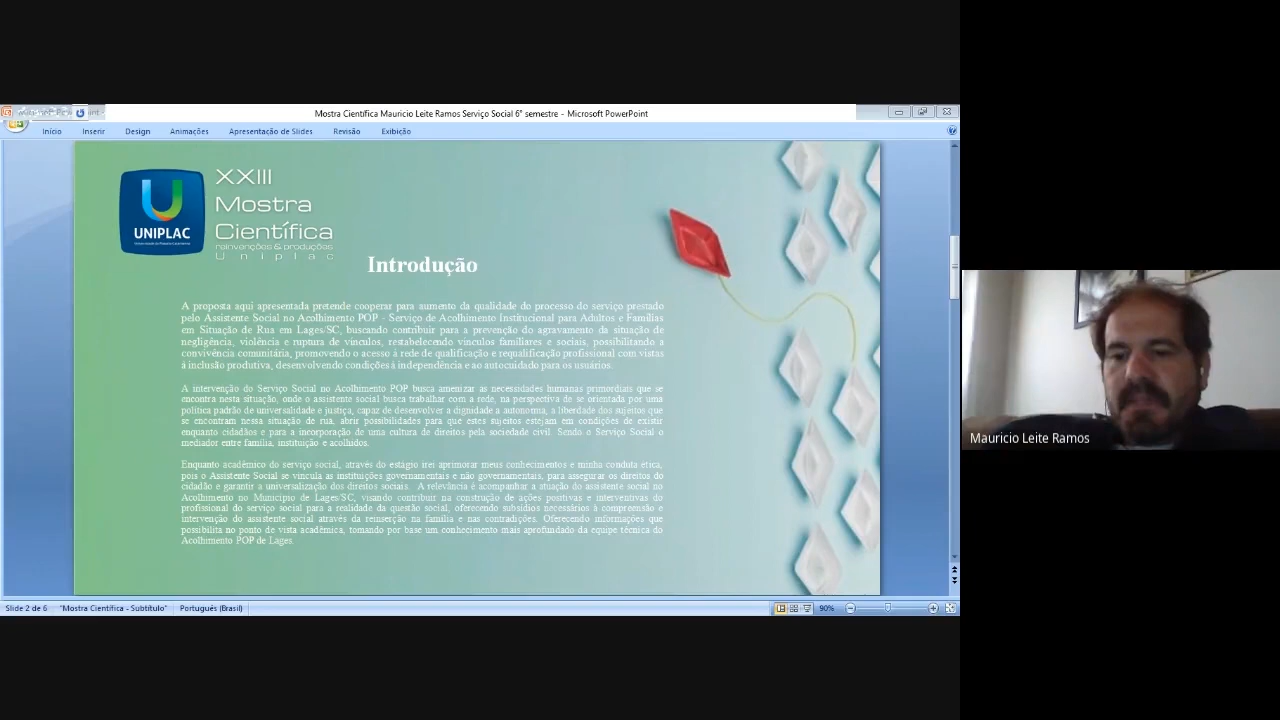 Mostra Científica Mauricio Leite Ramos Serviço Social 6° semestre - Microsoft PowerPoint
Início Inserir Design Animações Apresentação de Slides Revisão Exibição
UNIPLAC
XXIII
Mostra
Científica
reinvenções & produções
Uniplac
Introdução
A proposta aqui apresentada pretende cooperar para aumento da qualidade do processo do serviço prestado
pelo Assistente Social no Acolhimento POP - Serviço de Acolhimento Institucional para Adultos e Famílias
em Situação de Rua em Lages/SC, buscando contribuir para a prevenção do agravamento da situação de
negligência, violência e ruptura de vínculos, restabelecendo vínculos familiares e sociais, possibilitando a
convivência comunitária, promovendo o acesso à rede de qualificação e requalificação profissional com vistas
à inclusão produtiva, desenvolvendo condições à independência e ao autocuidado para os usuários.
A intervenção do Serviço Social no Acolhimento POP busca amenizar as necessidades humanas primordiais que se
encontra nesta situação, onde o assistente social busca trabalhar com a rede, na perspectiva de se orientada por uma
política padrão de universalidade e justiça, capaz de desenvolver a dignidade a autonomia, a liberdade dos sujeitos que
se encontram nessa situação de rua, abrir possibilidades para que estes sujeitos estejam em condições de existir
enquanto cidadãos e para a incorporação de uma cultura de direitos pela sociedade civil. Sendo o Serviço Social o
mediador entre família, instituição e acolhidos.
Enquanto acadêmico do serviço social, através do estágio irei aprimorar meus conhecimentos e minha conduta ética,
pois o Assistente Social se vincula as instituições governamentais e não governamentais, para assegurar os direitos do
cidadão e garantir a universalização dos direitos sociais. A relevância é acompanhar a atuação do assistente social no
Acolhimento no Município de Lages/SC, visando contribuir na construção de ações positivas e interventivas do
profissional do serviço social para a realidade da questão social, oferecendo subsídios necessários à compreensão e
intervenção do assistente social através da reinserção na família e nas contradições. Oferecendo informações que
possibilita no ponto de vista acadêmica, tomando por base um conhecimento mais aprofundado da equipe técnica do
Acolhimento POP de Lages.
Mauricio Leite Ramos
Slide 2 de 6 "Mostra Científica - Subtítulo" Português (Brasil) 90%